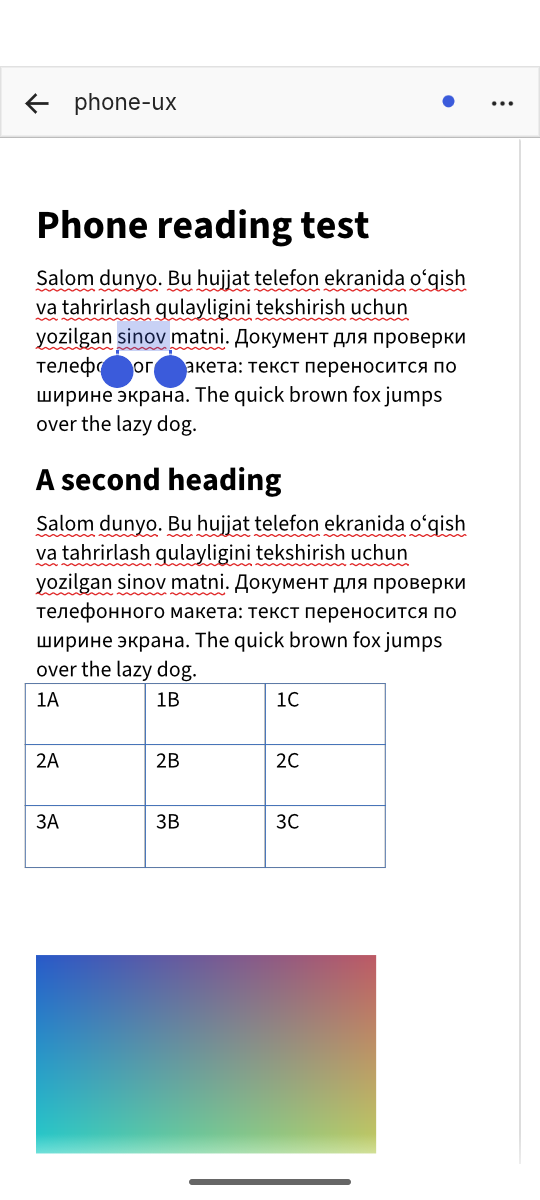 phone-ux
Phone reading test
Salom dunyo. Bu hujjat telefon ekranida oʻqish
va tahrirlash qulayligini tekshirish uchun
yozilgan sinov matni. Документ для проверки
макета: текст переносится по
ширине экрана. The quick brown fox jumps
over the lazy dog.
A second heading
Salom dunyo. Bu hujjat telefon ekranida oʻqish
va tahrirlash qulayligini tekshirish uchun
yozilgan sinov matni. Документ для проверки
телефонного макета: текст переносится по
ширине экрана. The quick brown fox jumps
over the lazy dog.
1A 1B 1C
2A 2B 2C
3A 3B 3C